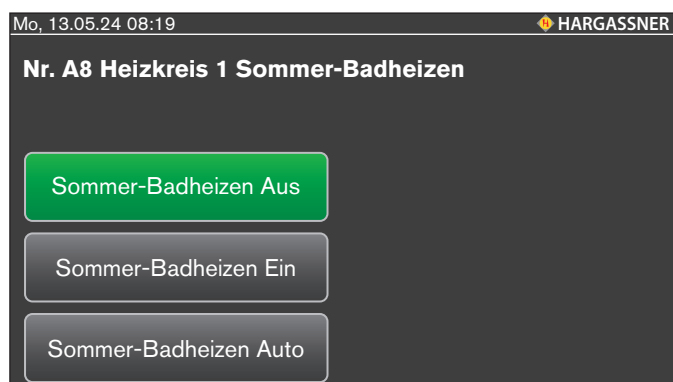 Mo, 13.05.24 08:19 HARGASSNER
Nr. A8 Heizkreis 1 Sommer-Badheizen
Sommer-Badheizen Aus
Sommer-Badheizen Ein
Sommer-Badheizen Auto